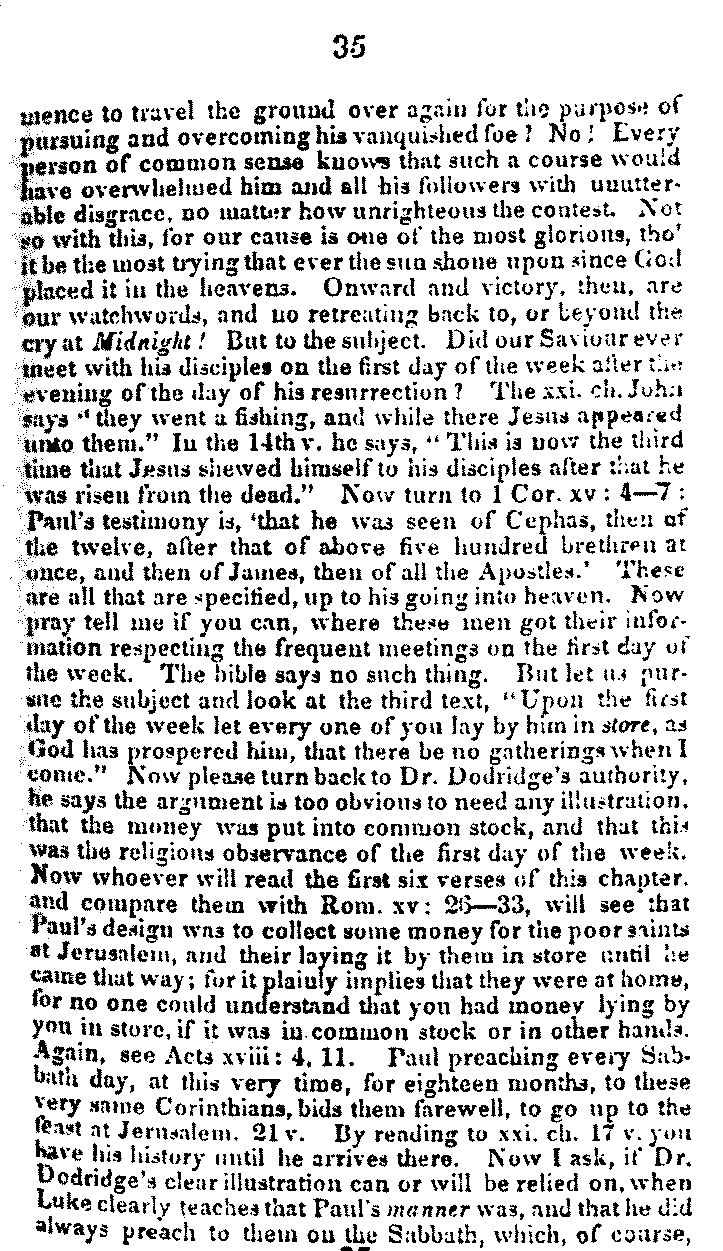 35
mence to travel the ground over again for the purpose of
pursuing and overcoming his vanquished foe? No! Every
person of common sense knows that such a course would
have overwhelmed him and all his followers with unutter-
able disgrace, no matter how unrighteous the contest. Not
so with this, for our cause is one of the most glorious, tho'
it be the most trying that ever the sun shone upon since God
placed it in the heavens. Onward and victory, then, are
our watchwords, and no retreating back to, or beyond the
cry at Midnight! But to the subject. Did our Saviour ever
meet with his disciples on the first day of the week after the
evening of the day of his resurrection? The xxi. ch. John
says "they went a fishing, and while there Jesus appeared
unto them." In the 14th v. he says, "This is now the third
time that Jesus shewed himself to his disciples after that he
was risen from the dead." Now turn to 1 Cor. xv: 4—7:
Paul's testimony is, 'that he was seen of Cephas, then of
the twelve, after that of above five hundred brethren at
once, and then of James, then of all the Apostles.' These
are all that are specified, up to his going into heaven. Now
pray tell me if you can, where these men got their infor-
mation respecting the frequent meetings on the first day of
the week. The bible says no such thing. But let us pur-
sue the subject and look at the third text, "Upon the first
day of the week let every one of you lay by him in store, as
God has prospered him, that there be no gatherings when I
come." Now please turn back to Dr. Dodridge's authority,
he says the argument is too obvious to need any illustration,
that the money was put into common stock, and that this
was the religious observance of the first day of the week.
Now whoever will read the first six verses of this chapter,
and compare them with Rom. xv: 26—33, will see that
Paul's design was to collect some money for the poor saints
at Jerusalem, and their laying it by them in store until he
came that way; for it plainly implies that they were at home,
for no one could understand that you had money lying by
you in store, if it was in common stock or in other hands.
Again, see Acts xviii: 4, 11. Paul preaching every Sab-
bath day, at this very time, for eighteen months, to these
very same Corinthians, bids them farewell, to go up to the
feast at Jerusalem. 21 v. By reading to xxi. ch. 17 v. you
have his history until he arrives there. Now I ask, if Dr.
Dodridge's clear illustration can or will be relied on, when
Luke clearly teaches that Paul's manner was, and that he did
always preach to them on the Sabbath, which, of course,